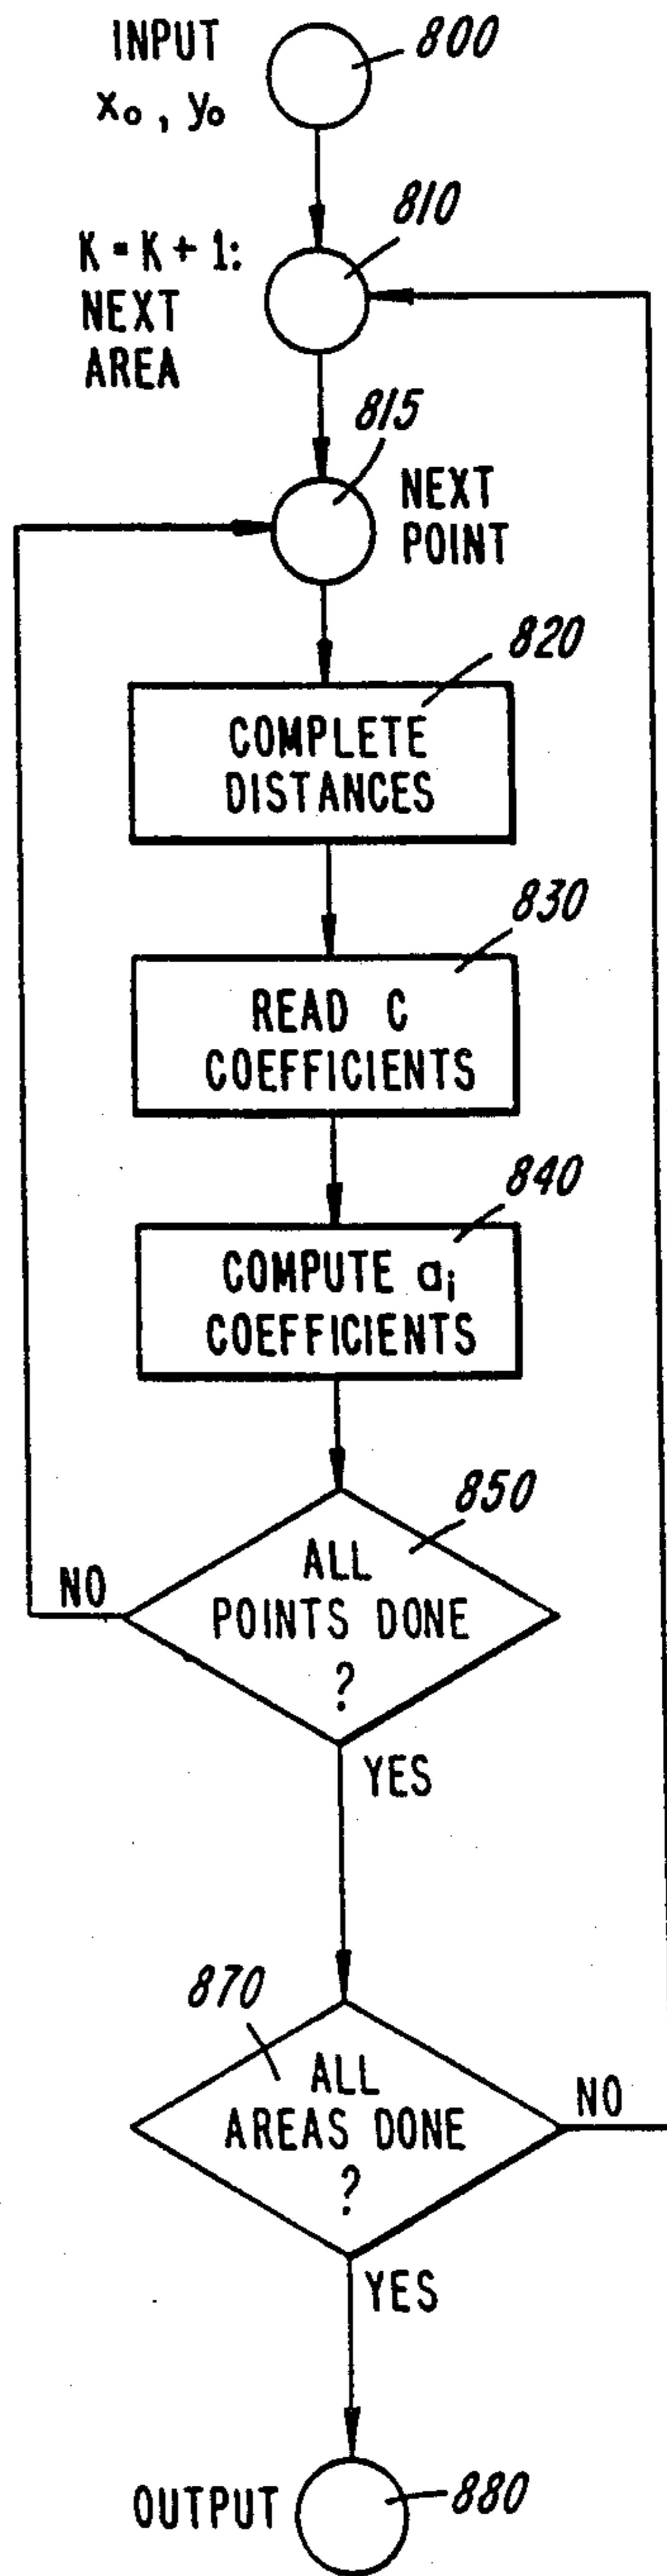 INPUT
x₀, y₀
800
810
K = K + 1:
NEXT
AREA
815
NEXT
POINT
820
COMPLETE
DISTANCES
830
READ C
COEFFICIENTS
840
COMPUTE aᵢ
COEFFICIENTS
850
ALL
POINTS DONE
?
NO
YES
870
ALL
AREAS DONE
?
NO
YES
OUTPUT
880